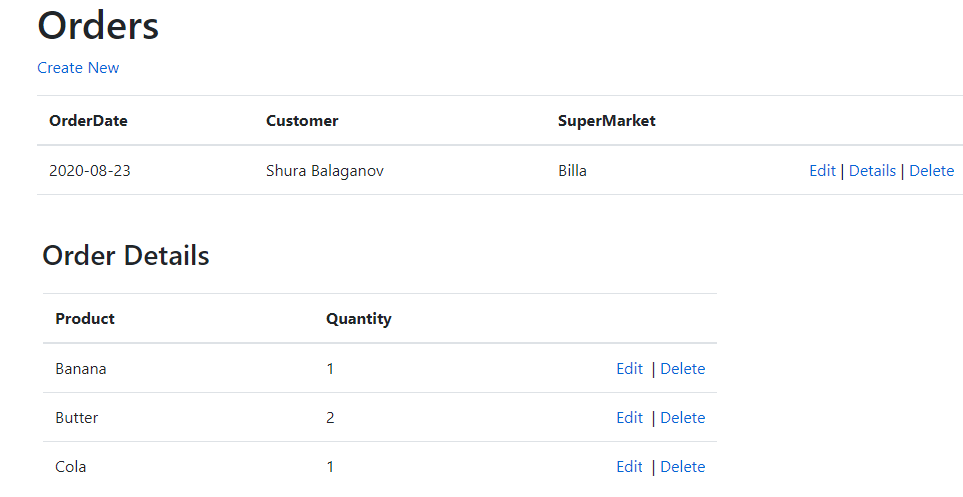 Orders
Create New
OrderDate Customer SuperMarket
2020-08-23 Shura Balaganov Billa Edit | Details | Delete
Order Details
Product Quantity
Banana 1 Edit | Delete
Butter 2 Edit | Delete
Cola 1 Edit | Delete